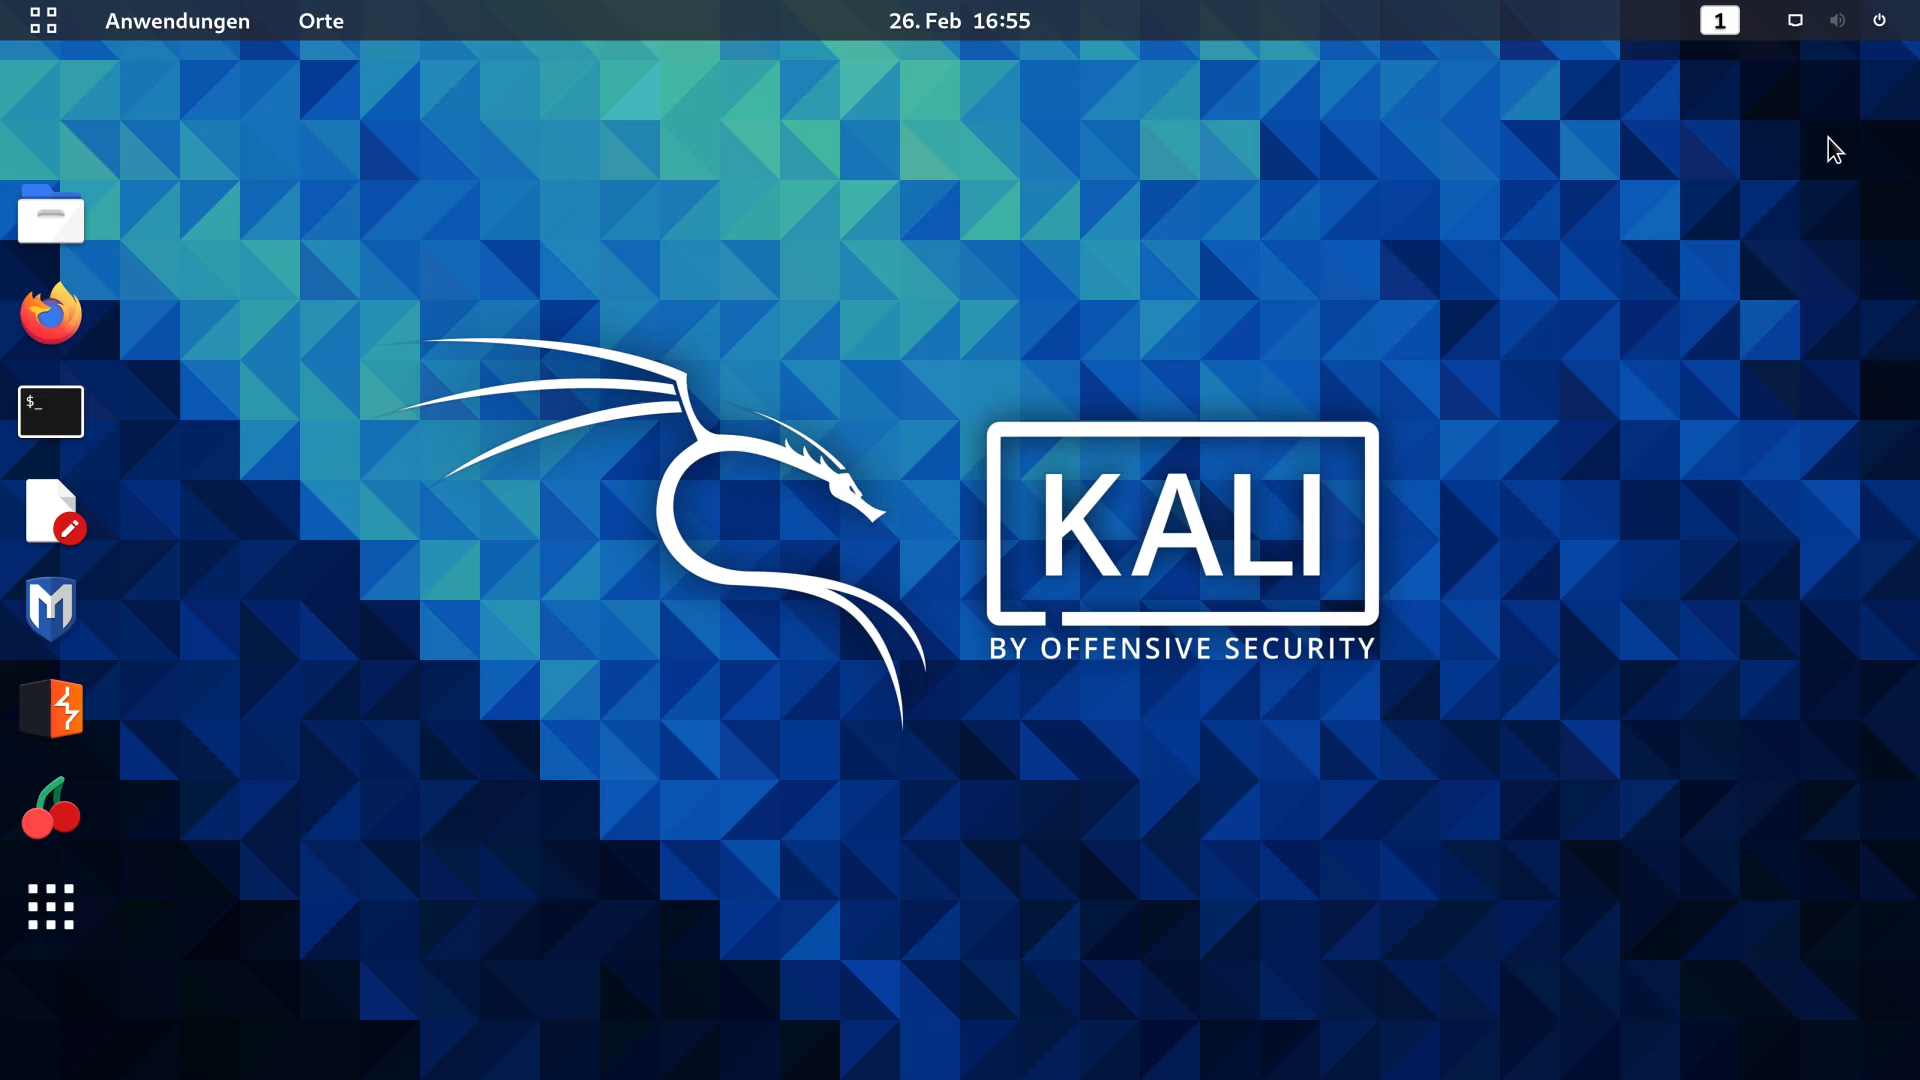 Anwendungen Orte 26. Feb 16:55 1
$_
KALI
BY OFFENSIVE SECURITY